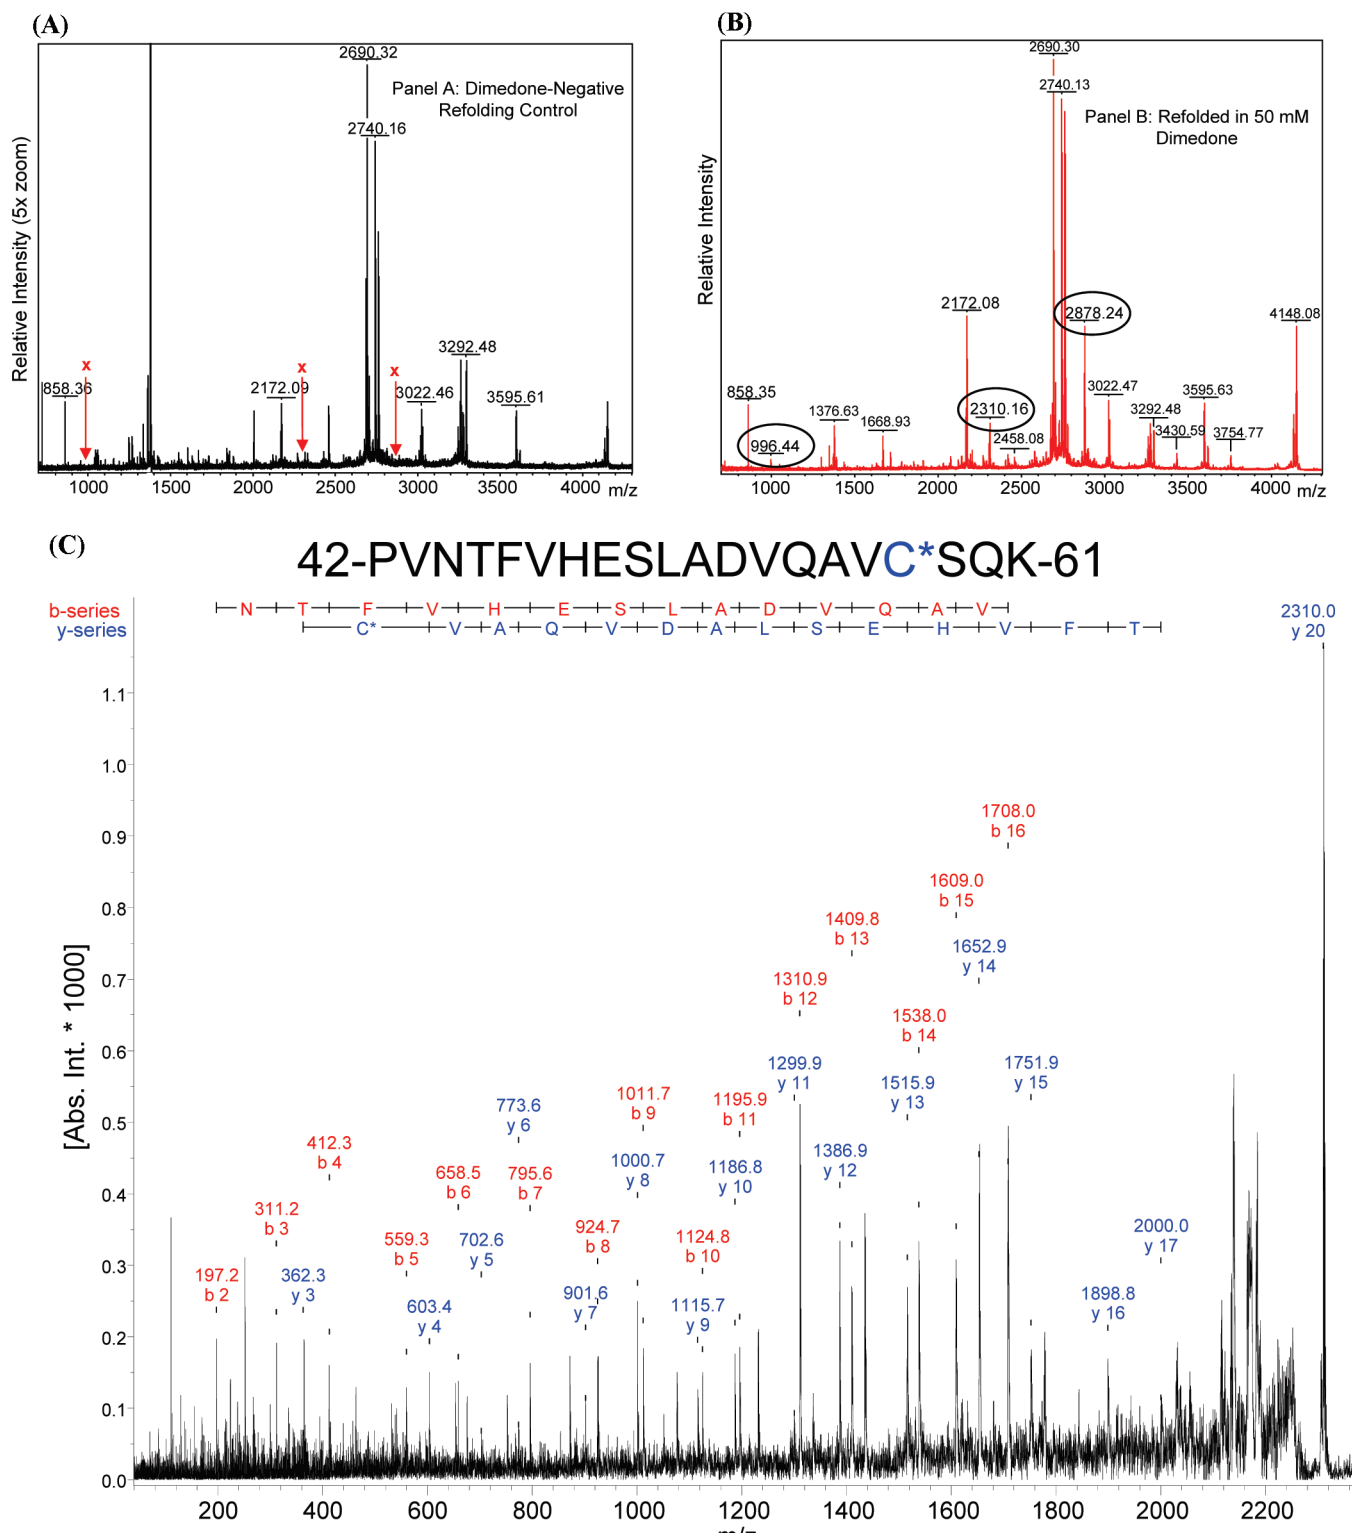 (A)
2690.32
Panel A: Dimedone-Negative
Refolding Control
2740.16
Relative Intensity (5x zoom)
x
x
x
3292.48
858.36
2172.09
3022.46
3595.61
1000 1500 2000 2500 3000 3500 4000 m/z
(B)
2690.30
2740.13
Panel B: Refolded in 50 mM
Dimedone
Relative Intensity
2172.08
2878.24
4148.08
858.35
1376.63
1668.93
2310.16
3022.47
3595.63
996.44
2458.08
3292.48
3430.59
3754.77
1000 1500 2000 2500 3000 3500 4000 m/z
(C)
42-PVNTFVHESLADVQAVC*SQK-61
b-series N T F V H E S L A D V Q A V
y-series C* V A Q V D A L S E H V F T
2310.0
y 20
[Abs. Int. * 1000]
1.1
1.0
0.9
0.8
0.7
0.6
0.5
0.4
0.3
0.2
0.1
0.0
1708.0
b 16
1609.0
b 15
1409.8
b 13
1652.9
y 14
1310.9
b 12
1538.0
b 14
1299.9
y 11
1751.9
y 15
1515.9
y 13
1011.7
b 9
1195.9
b 11
773.6
y 6
412.3
b 4
1386.9
y 12
1000.7
y 8
1186.8
y 10
658.5
b 6
795.6
b 7
311.2
b 3
924.7
b 8
1124.8
b 10
2000.0
y 17
559.3
b 5
702.6
y 5
197.2
b 2
362.3
y 3
901.6
y 7
1115.7
y 9
1898.8
y 16
603.4
y 4
200 400 600 800 1000 1200 1400 1600 1800 2000 2200
m/z